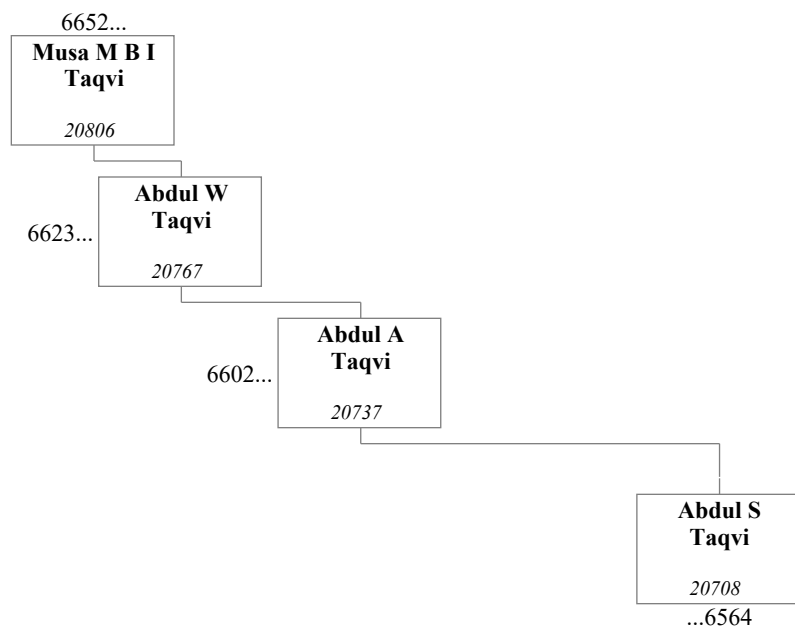 6652...
Musa M B I
Taqvi
20806
Abdul W
Taqvi
6623...
20767
Abdul A
Taqvi
6602...
20737
Abdul S
Taqvi
20708
...6564